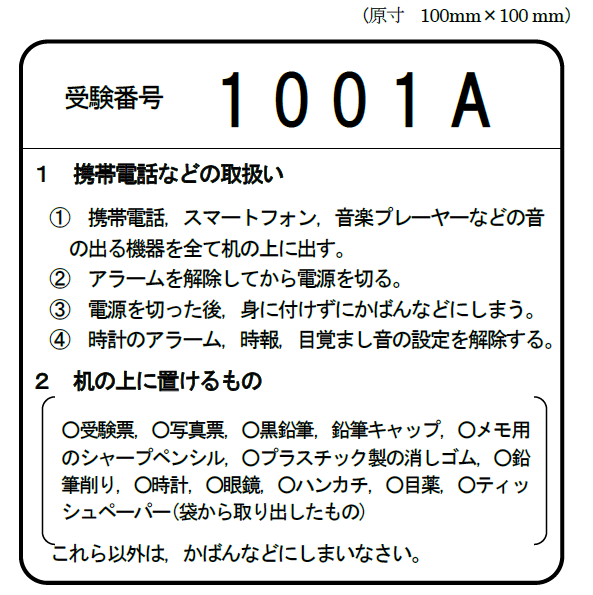 （原寸　100mm×100 mm）
受験番号　1001A
１　携帯電話などの取扱い
①　携帯電話，スマートフォン，音楽プレーヤーなどの音
の出る機器を全て机の上に出す。
②　アラームを解除してから電源を切る。
③　電源を切った後，身に付けずにかばんなどにしまう。
④　時計のアラーム，時報，目覚まし音の設定を解除する。
２　机の上に置けるもの
○受験票，○写真票，○黒鉛筆，鉛筆キャップ，○メモ用
のシャープペンシル，○プラスチック製の消しゴム，○鉛
筆削り，○時計，○眼鏡，○ハンカチ，○目薬，○ティッ
シュペーパー(袋から取り出したもの)
これら以外は，かばんなどにしまいなさい。